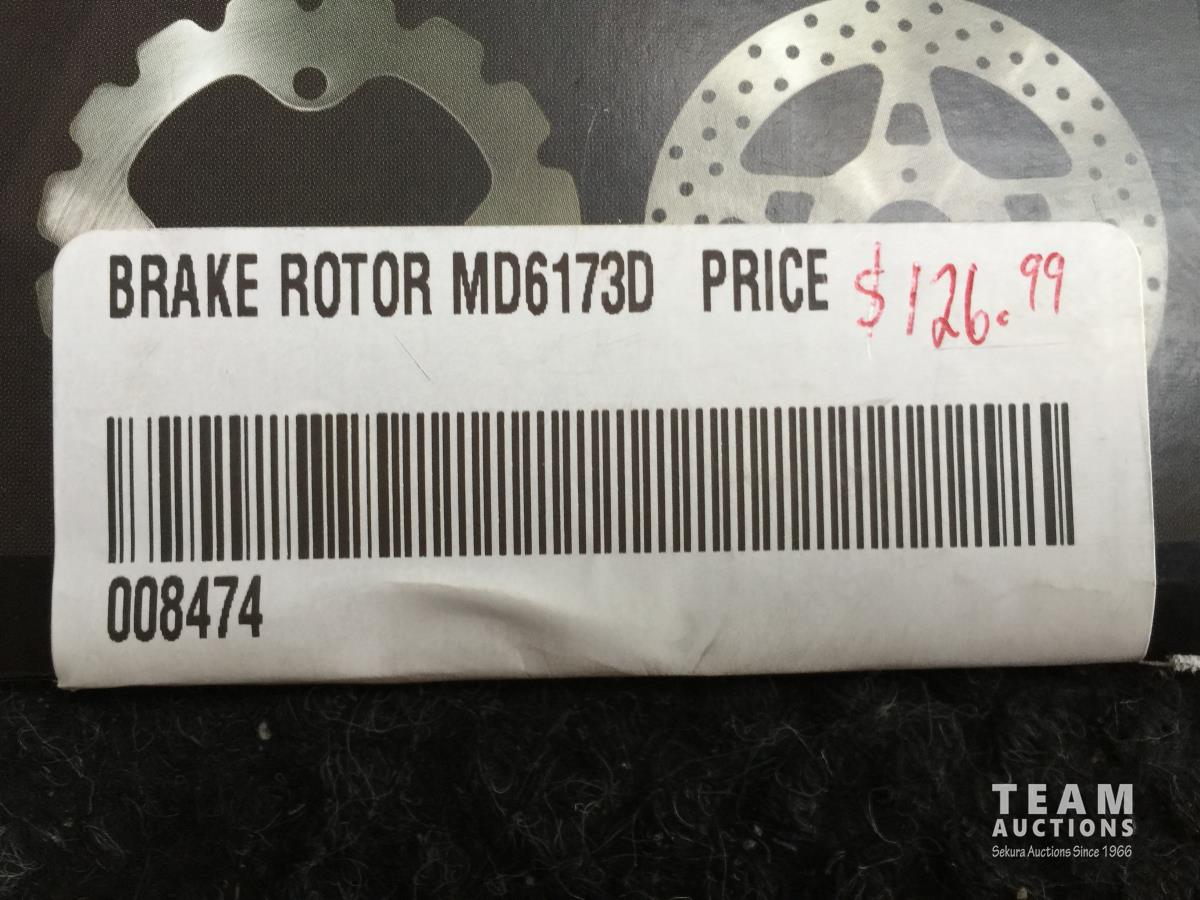 BRAKE ROTOR MD6173D PRICE $126.99
008474
TEAM
AUCTIONS
Sekura Auctions Since 1966